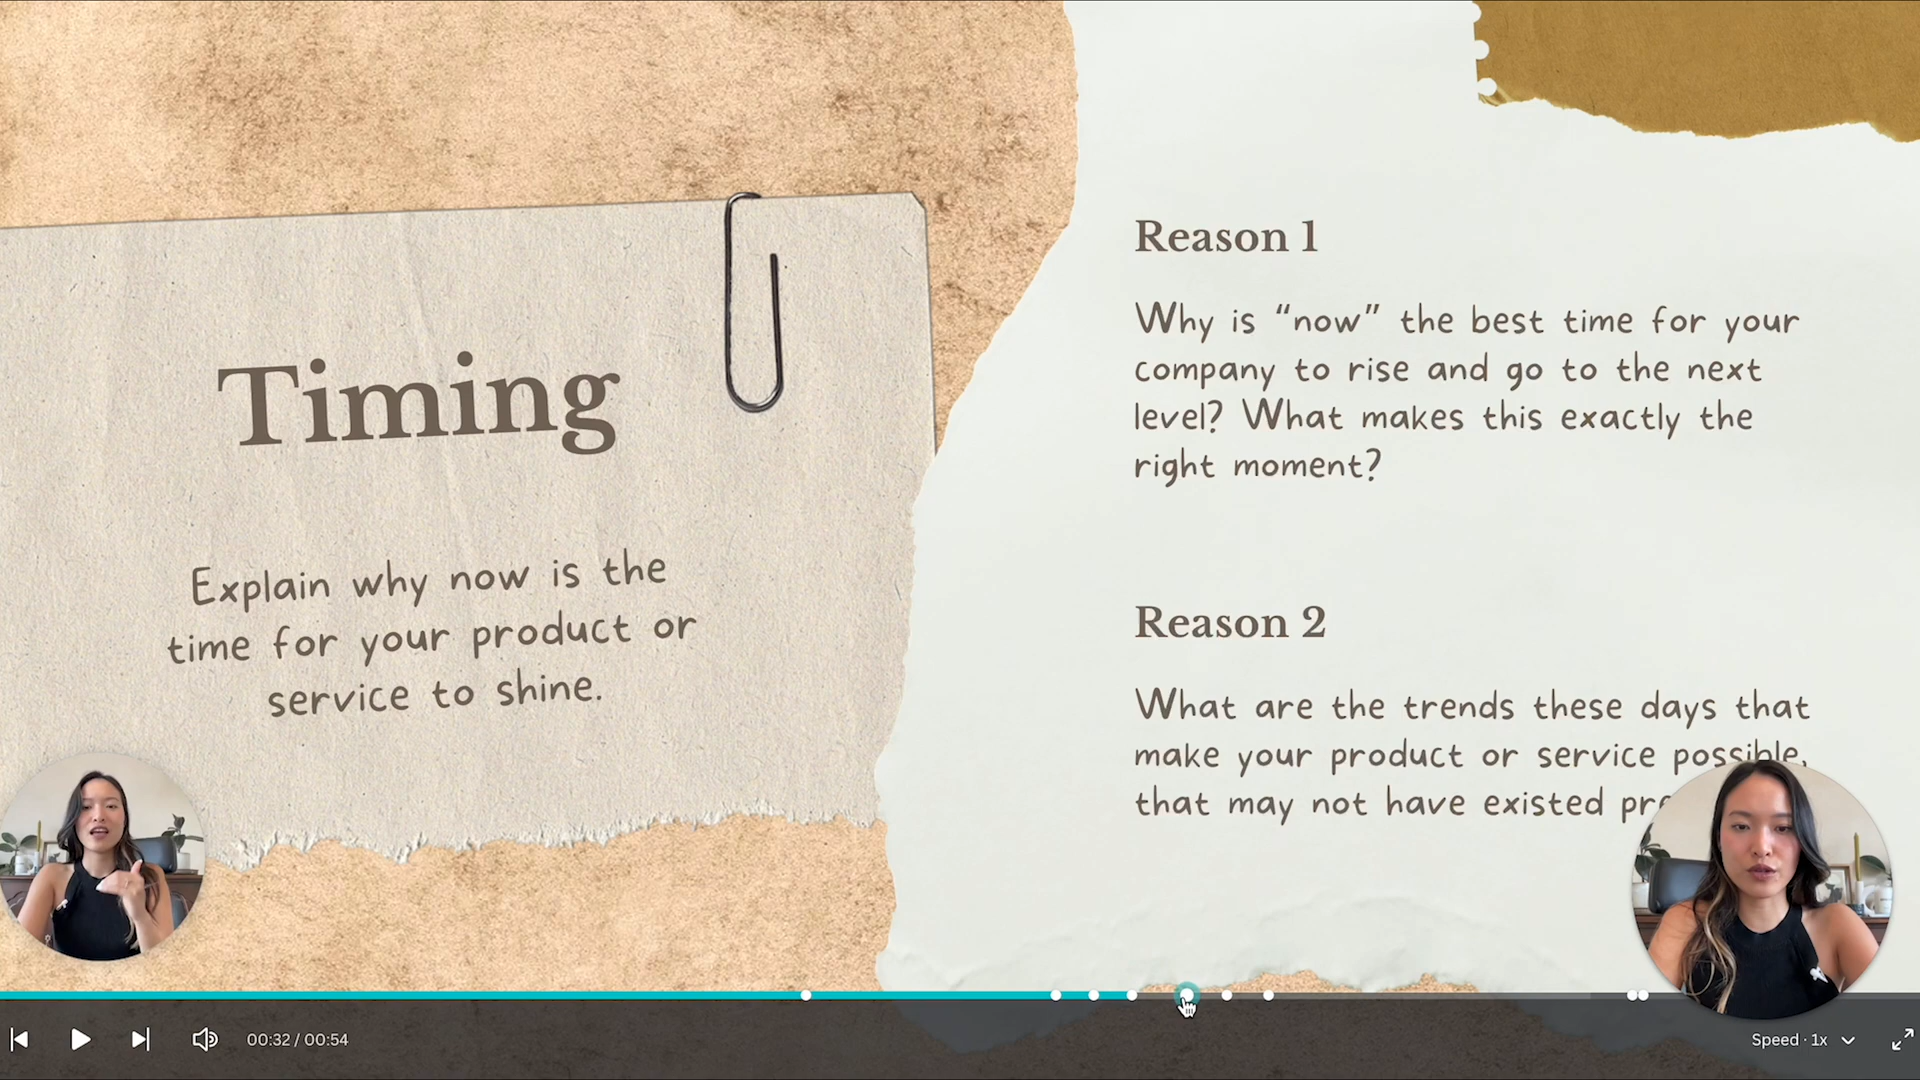 Timing
Explain why now is the
time for your product or
service to shine.
Reason 1
Why is “now” the best time for your
company to rise and go to the next
level? What makes this exactly the
right moment?
Reason 2
What are the trends these days that
make your product or service possible,
that may not have existed
00:32 / 00:54
Speed · 1x